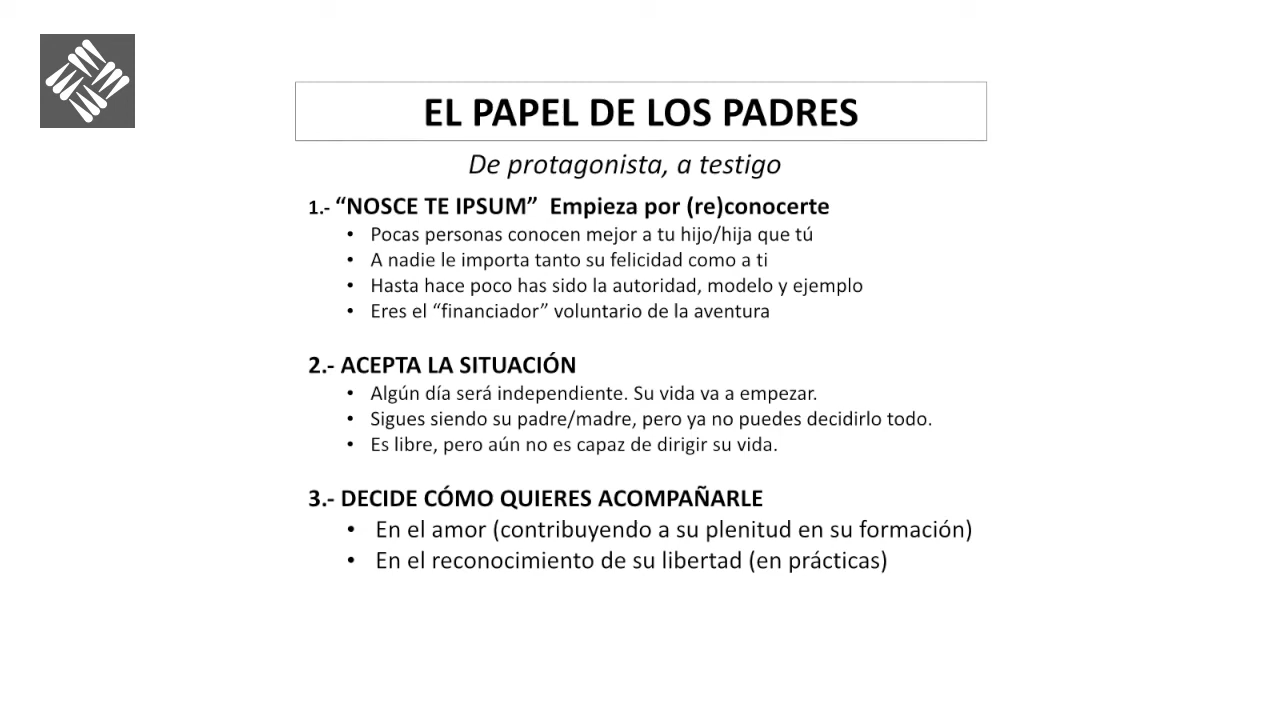 EL PAPEL DE LOS PADRES
De protagonista, a testigo
1.- “NOSCE TE IPSUM” Empieza por (re)conocerte
• Pocas personas conocen mejor a tu hijo/hija que tú
• A nadie le importa tanto su felicidad como a ti
• Hasta hace poco has sido la autoridad, modelo y ejemplo
• Eres el “financiador” voluntario de la aventura
2.- ACEPTA LA SITUACIÓN
• Algún día será independiente. Su vida va a empezar.
• Sigues siendo su padre/madre, pero ya no puedes decidirlo todo.
• Es libre, pero aún no es capaz de dirigir su vida.
3.- DECIDE CÓMO QUIERES ACOMPAÑARLE
• En el amor (contribuyendo a su plenitud en su formación)
• En el reconocimiento de su libertad (en prácticas)